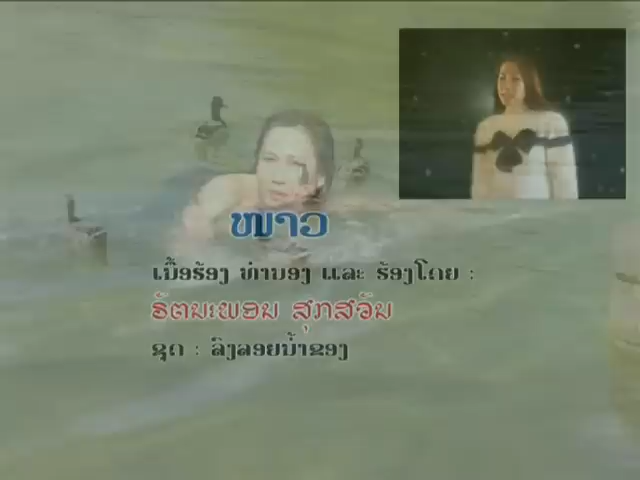 ໜາວ
ເນື້ອຮ້ອງ ທຳນອງ ແລະ ຮ້ອງໂດຍ :
ຣັຕນະພອນ ສຸກສວັນ
ຊຸດ : ລົງລອຍນ້ຳຂອງ